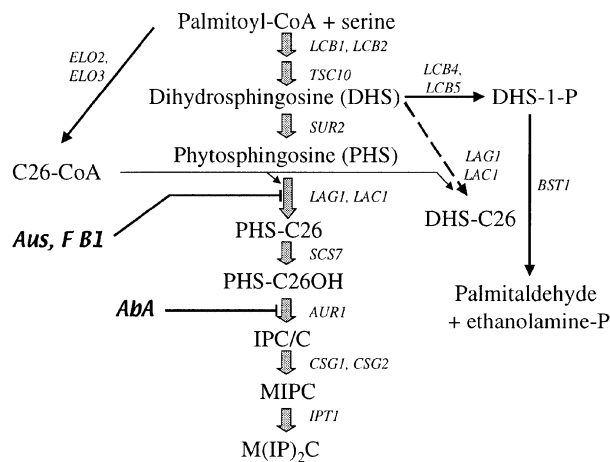 Palmitoyl-CoA + serine
ELO2,
ELO3
LCB1, LCB2
TSC10
Dihydrosphingosine (DHS)
LCB4,
LCB5
DHS-1-P
SUR2
Phytosphingosine (PHS)
C26-CoA
LAG1
LAC1
BST1
LAG1, LAC1
DHS-C26
Aus, F B1
PHS-C26
SCS7
PHS-C26OH
AbA
AUR1
Palmitaldehyde
+ ethanolamine-P
IPC/C
CSG1, CSG2
MIPC
IPT1
M(IP)2C